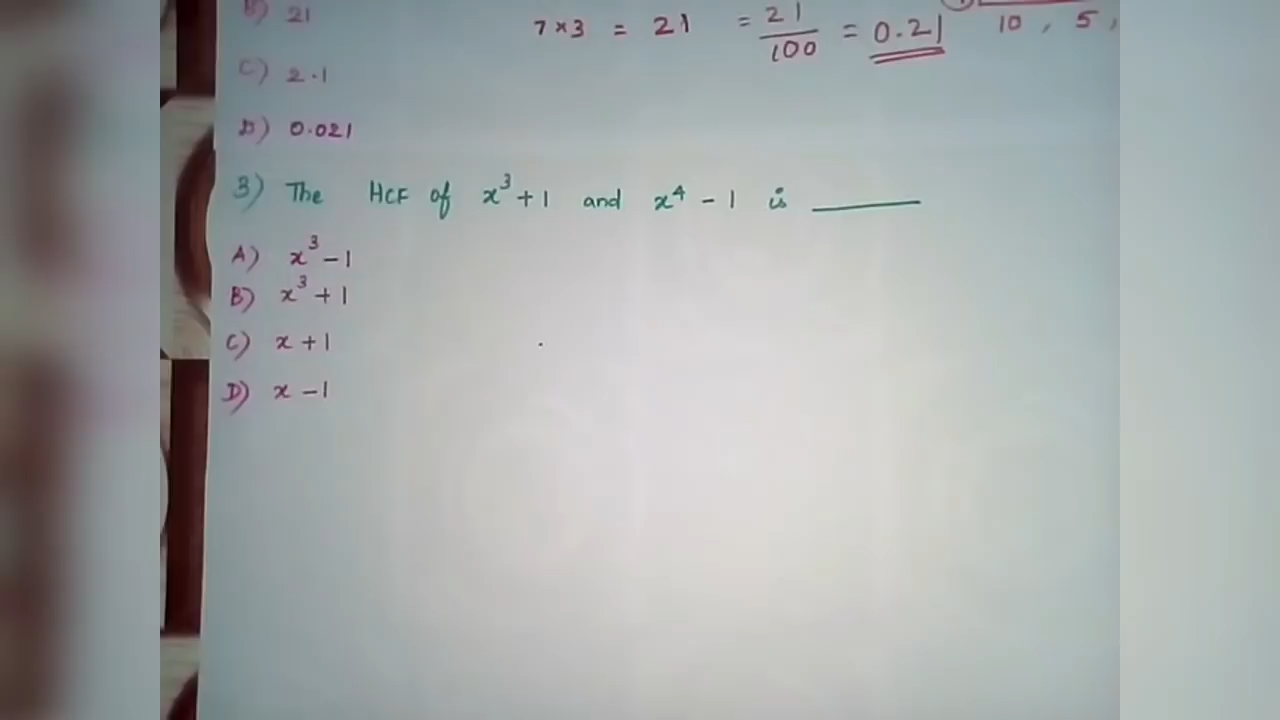 B) 21
7 × 3 = 21 = 21/100 = 0.21
10, 5,
C) 2.1
D) 0.021
3) The HCF of x³ + 1 and x⁴ - 1 is ______
A) x³ - 1
B) x³ + 1
C) x + 1
D) x - 1